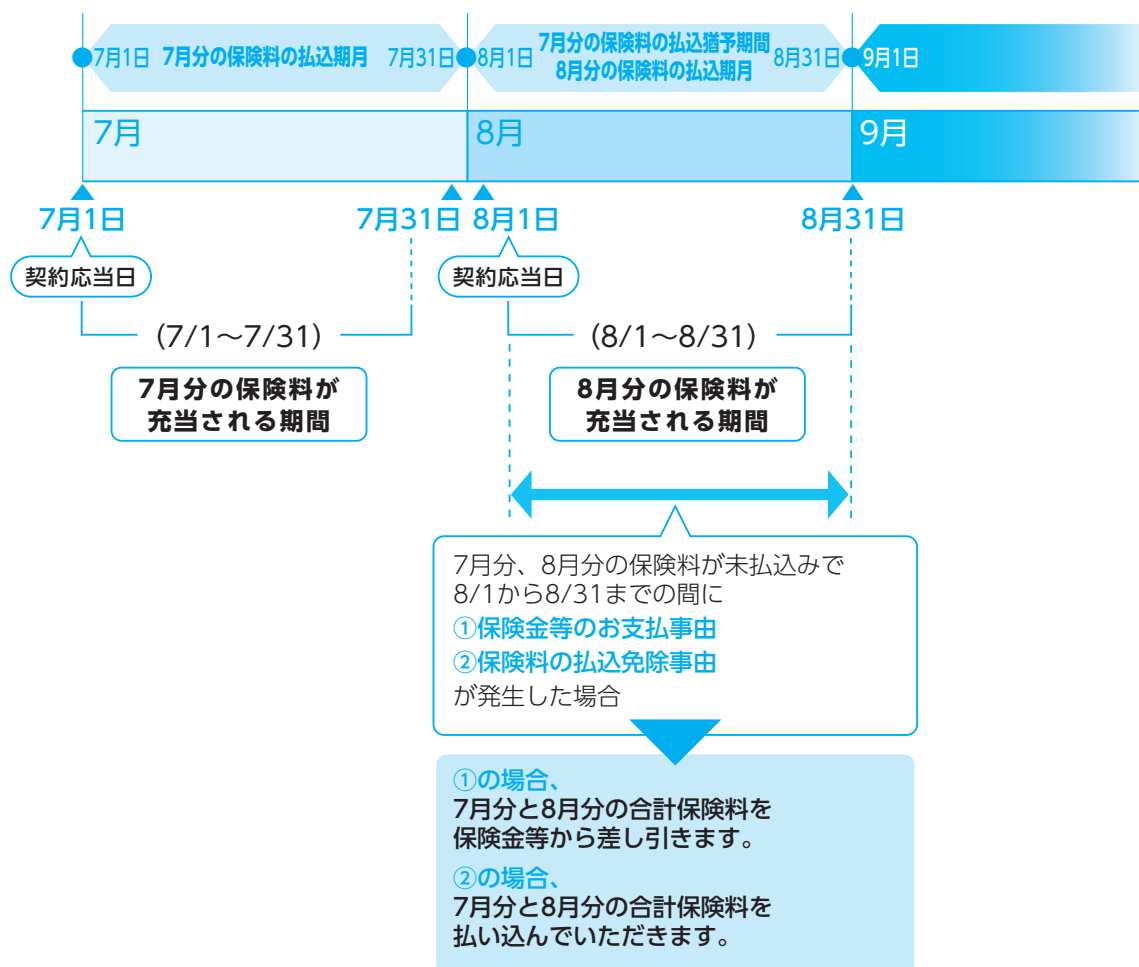 7月1日 7月分の保険料の払込期月 7月31日
8月1日 7月分の保険料の払込猶予期間
8月分の保険料の払込期月 8月31日
9月1日
7月
8月
9月
7月1日
7月31日
8月1日
8月31日
契約応当日
契約応当日
(7/1〜7/31)
(8/1〜8/31)
7月分の保険料が
充当される期間
8月分の保険料が
充当される期間
7月分、8月分の保険料が未払込みで
8/1から8/31までの間に
①保険金等のお支払事由
②保険料の払込免除事由
が発生した場合
①の場合、
7月分と8月分の合計保険料を
保険金等から差し引きます。
②の場合、
7月分と8月分の合計保険料を
払い込んでいただきます。